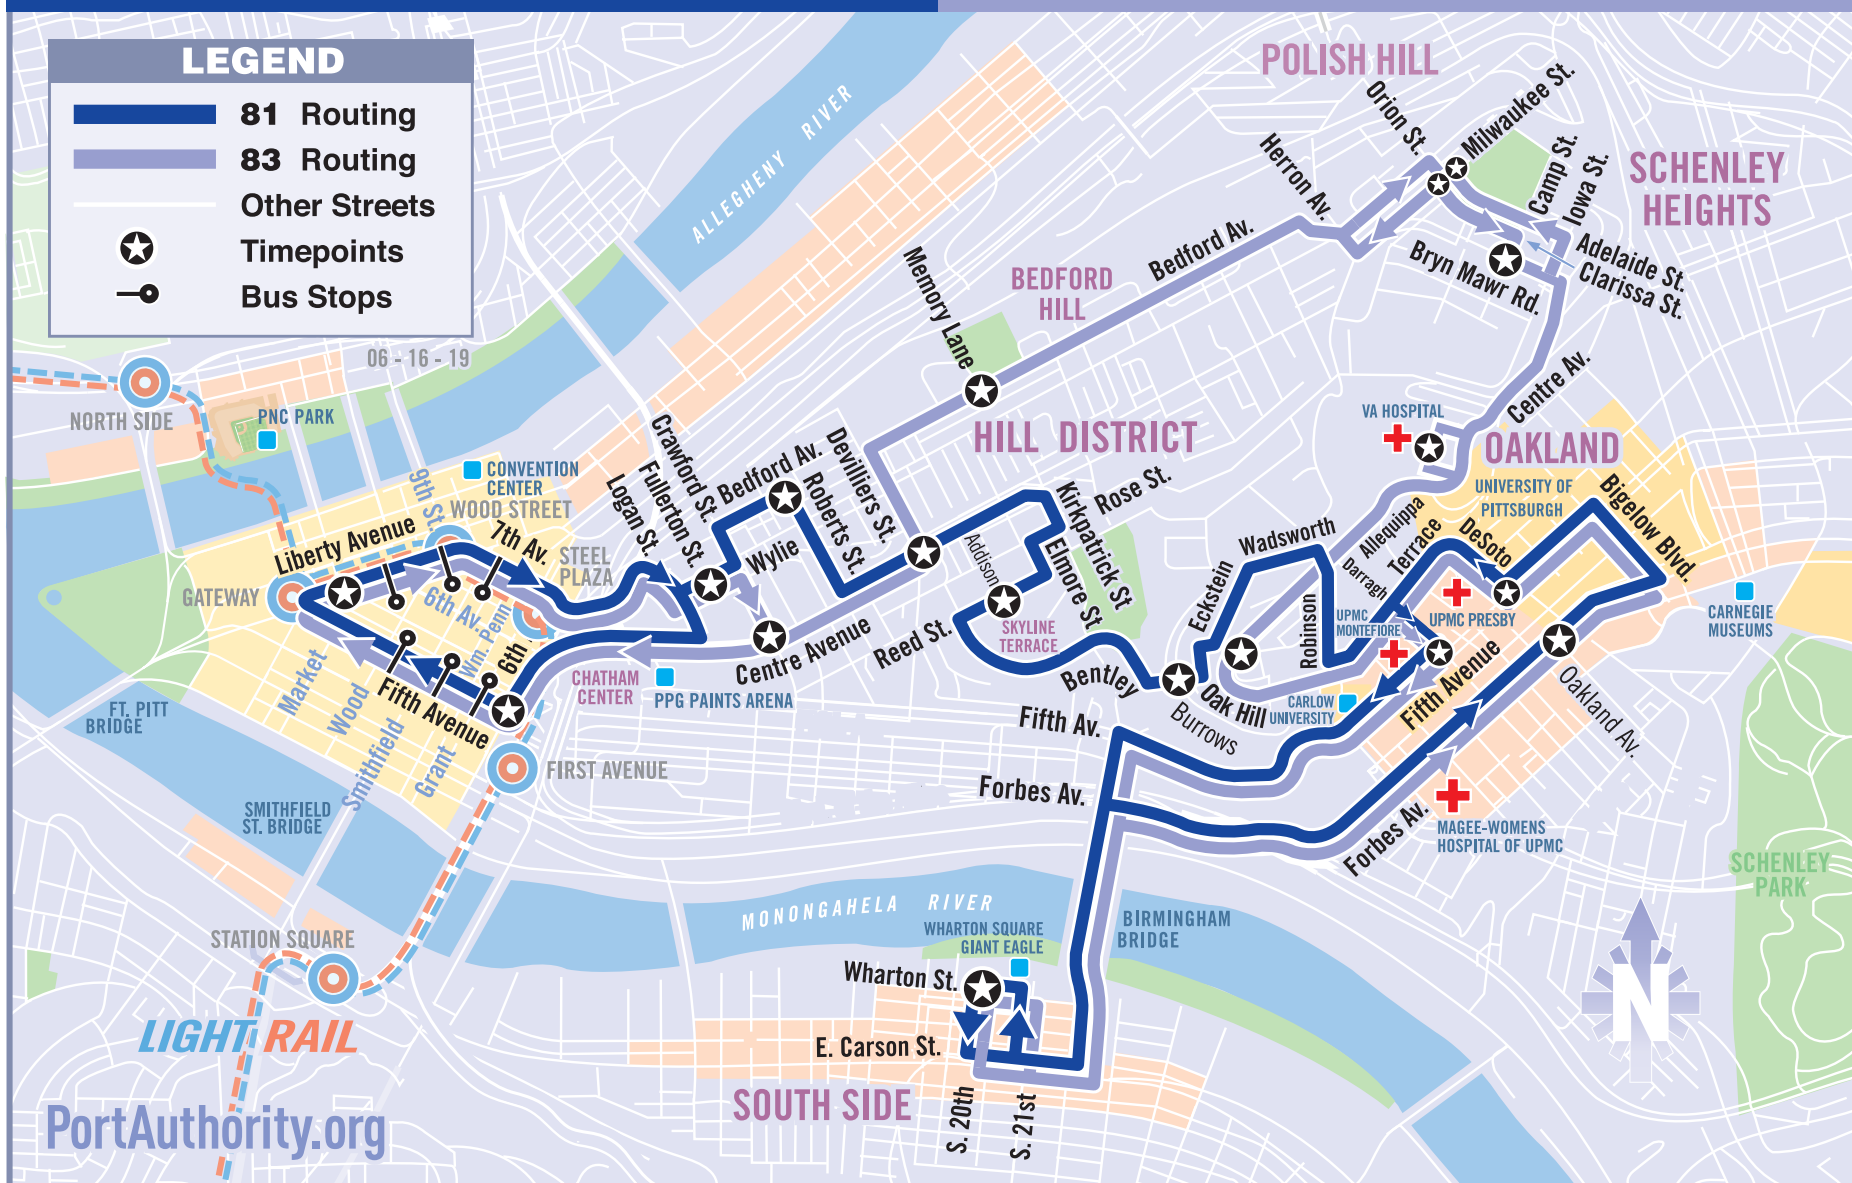 LEGEND
81 Routing
83 Routing
Other Streets
Timepoints
Bus Stops
06 - 16 - 19
ALLEGHENY RIVER
POLISH HILL
Orion St.
Milwaukee St.
Herron Av.
Camp St.
Iowa St.
SCHENLEY
HEIGHTS
Adelaide St.
Clarissa St.
Bryn Mawr Rd.
Bedford Av.
BEDFORD
HILL
Memory Lane
Centre Av.
NORTH SIDE
PNC PARK
CONVENTION
CENTER
9th St.
WOOD STREET
Liberty Avenue
7th Av.
STEEL
PLAZA
GATEWAY
6th Av.
Wm. Penn
6th
Market
Wood
Smithfield
Grant
Fifth Avenue
FT. PITT
BRIDGE
SMITHFIELD
ST. BRIDGE
FIRST AVENUE
STATION SQUARE
LIGHT RAIL
PortAuthority.org
Crawford St.
Fullerton St.
Logan St.
Bedford Av.
Roberts St.
Devilliers St.
Wylie
HILL DISTRICT
Centre Avenue
CHATHAM
CENTER
PPG PAINTS ARENA
Rose St.
Kirkpatrick St
Elmore St
Addison
Reed St.
SKYLINE
TERRACE
Bentley
Oak Hill
Burrows
Eckstein
Wadsworth
Robinson
VA HOSPITAL
OAKLAND
UNIVERSITY OF
PITTSBURGH
Allequippa
Terrace
Darragh
DeSoto
Bigelow Blvd.
UPMC
MONTEFIORE
UPMC PRESBY
CARNEGIE
MUSEUMS
CARLOW
UNIVERSITY
Fifth Avenue
Oakland Av.
Fifth Av.
Forbes Av.
Forbes Av.
MAGEE-WOMENS
HOSPITAL OF UPMC
SCHENLEY
PARK
MONONGAHELA RIVER
BIRMINGHAM
BRIDGE
WHARTON SQUARE
GIANT EAGLE
Wharton St.
E. Carson St.
SOUTH SIDE
S. 20th
S. 21st
N